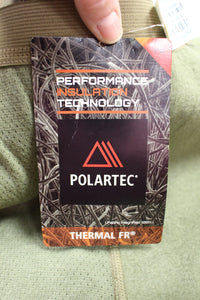 PERFORMANCE
INSULATION
TECHNOLOGY
POLARTEC®
THERMAL FR®